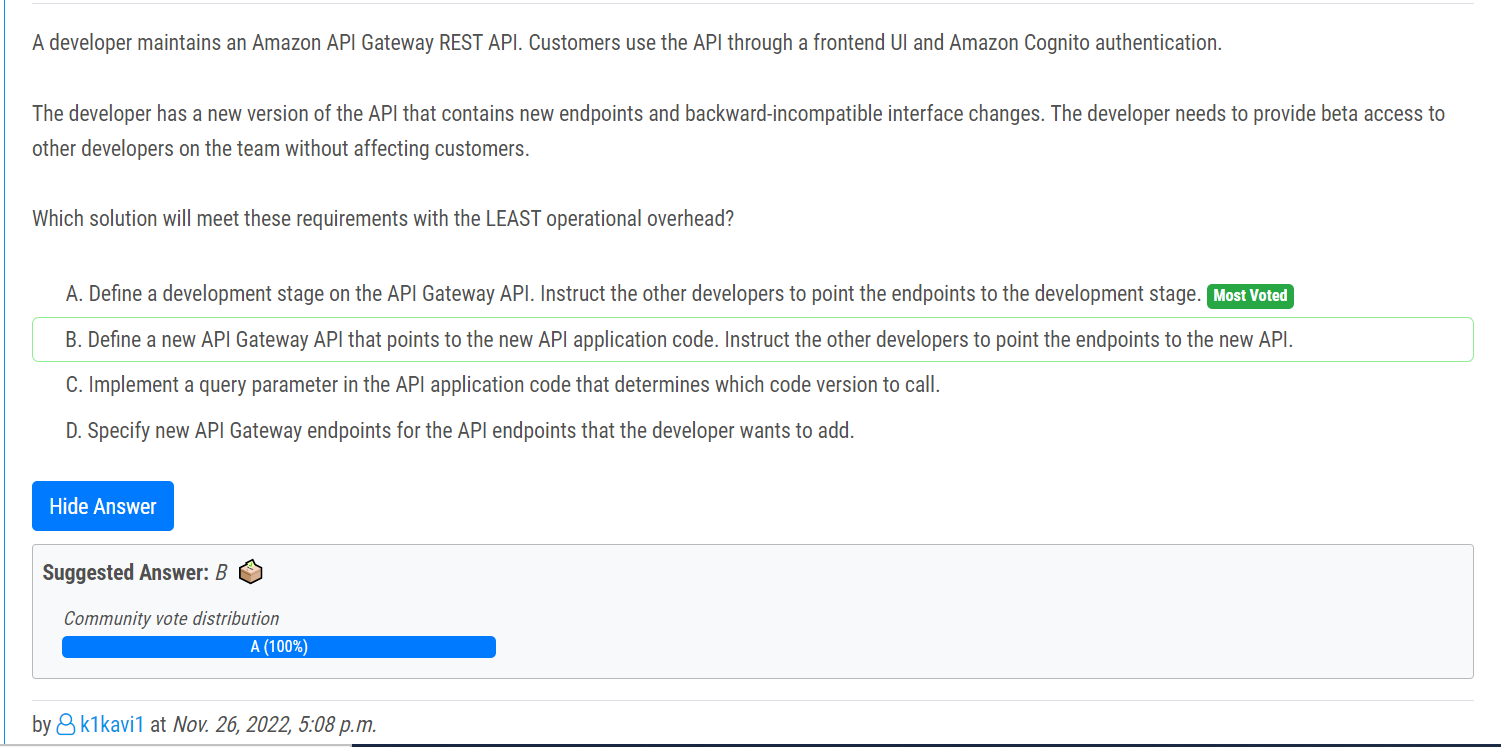 A developer maintains an Amazon API Gateway REST API. Customers use the API through a frontend UI and Amazon Cognito authentication.
The developer has a new version of the API that contains new endpoints and backward-incompatible interface changes. The developer needs to provide beta access to
other developers on the team without affecting customers.
Which solution will meet these requirements with the LEAST operational overhead?
A. Define a development stage on the API Gateway API. Instruct the other developers to point the endpoints to the development stage. Most Voted
B. Define a new API Gateway API that points to the new API application code. Instruct the other developers to point the endpoints to the new API.
C. Implement a query parameter in the API application code that determines which code version to call.
D. Specify new API Gateway endpoints for the API endpoints that the developer wants to add.
Hide Answer
Suggested Answer: B
Community vote distribution
A (100%)
by k1kavi1 at Nov. 26, 2022, 5:08 p.m.